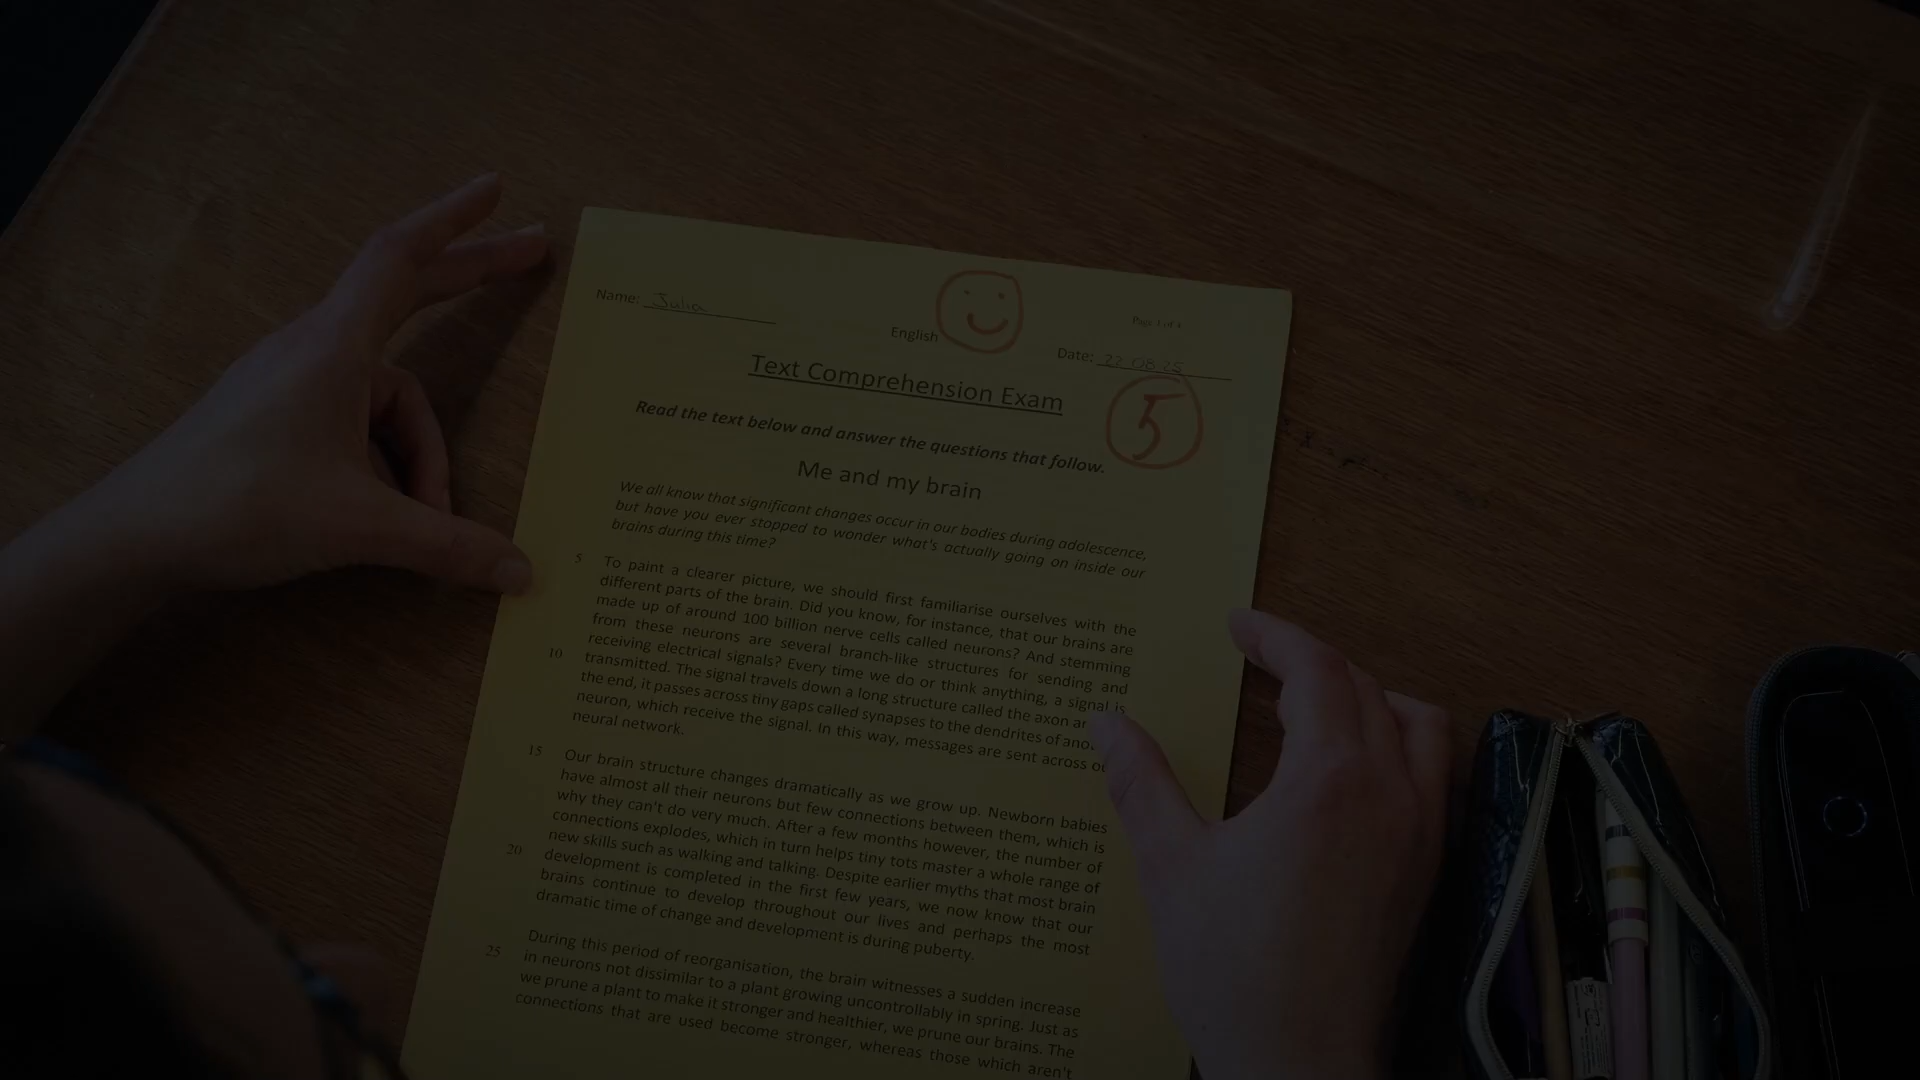 Page 1 of 4
Name: Julia
English
Date: 22.08.25
Text Comprehension Exam
5
Read the text below and answer the questions that follow.
Me and my brain
We all know that significant changes occur in our bodies during adolescence,
but have you ever stopped to wonder what's actually going on inside our
brains during this time?
5 To paint a clearer picture, we should first familiarise ourselves with the
different parts of the brain. Did you know, for instance, that our brains are
made up of around 100 billion nerve cells called neurons? And stemming
from these neurons are several branch-like structures for sending and
receiving electrical signals? Every time we do or think anything, a signal is
10 transmitted. The signal travels down a long structure called the axon
the end, it passes across tiny gaps called synapses to the dendrites of
neuron, which receive the signal. In this way, messages are sent across
neural network.
15 Our brain structure changes dramatically as we grow up. Newborn babies
have almost all their neurons but few connections between them, which is
why they can't do very much. After a few months however, the number of
connections explodes, which in turn helps tiny tots master a whole range of
new skills such as walking and talking. Despite earlier myths that most brain
20 development is completed in the first few years, we now know that our
brains continue to develop throughout our lives and perhaps the most
dramatic time of change and development is during puberty.
During this period of reorganisation, the brain witnesses a sudden increase
25 in neurons not dissimilar to a plant growing uncontrollably in spring. Just as
we prune a plant to make it stronger and healthier, we prune our brains. The
connections that are used become stronger, whereas those which aren't